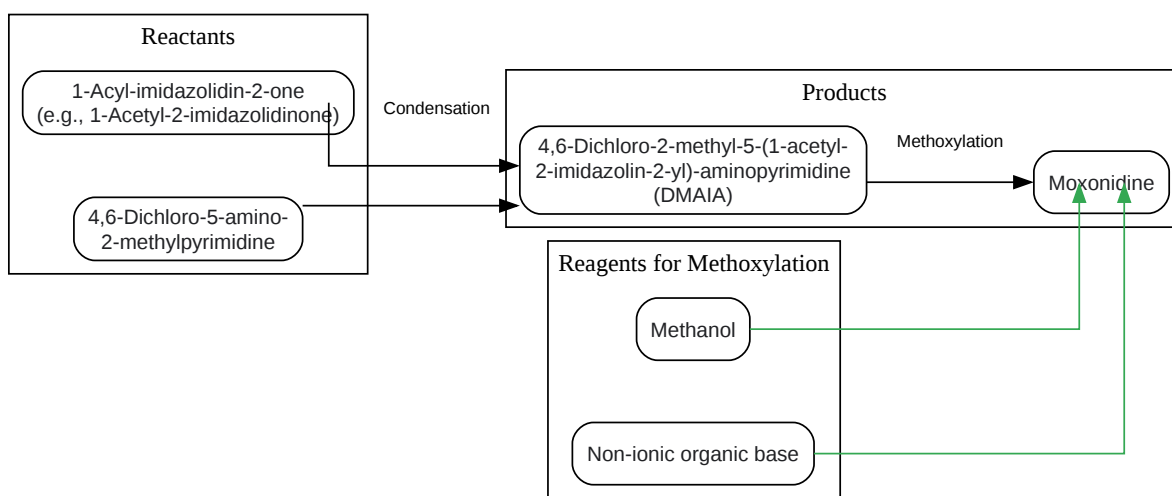 Reactants
1-Acyl-imidazolidin-2-one
(e.g., 1-Acetyl-2-imidazolidinone)
4,6-Dichloro-5-amino-
2-methylpyrimidine
Condensation
Products
4,6-Dichloro-2-methyl-5-(1-acetyl-
2-imidazolin-2-yl)-aminopyrimidine
(DMAIA)
Methoxylation
Moxonidine
Reagents for Methoxylation
Methanol
Non-ionic organic base